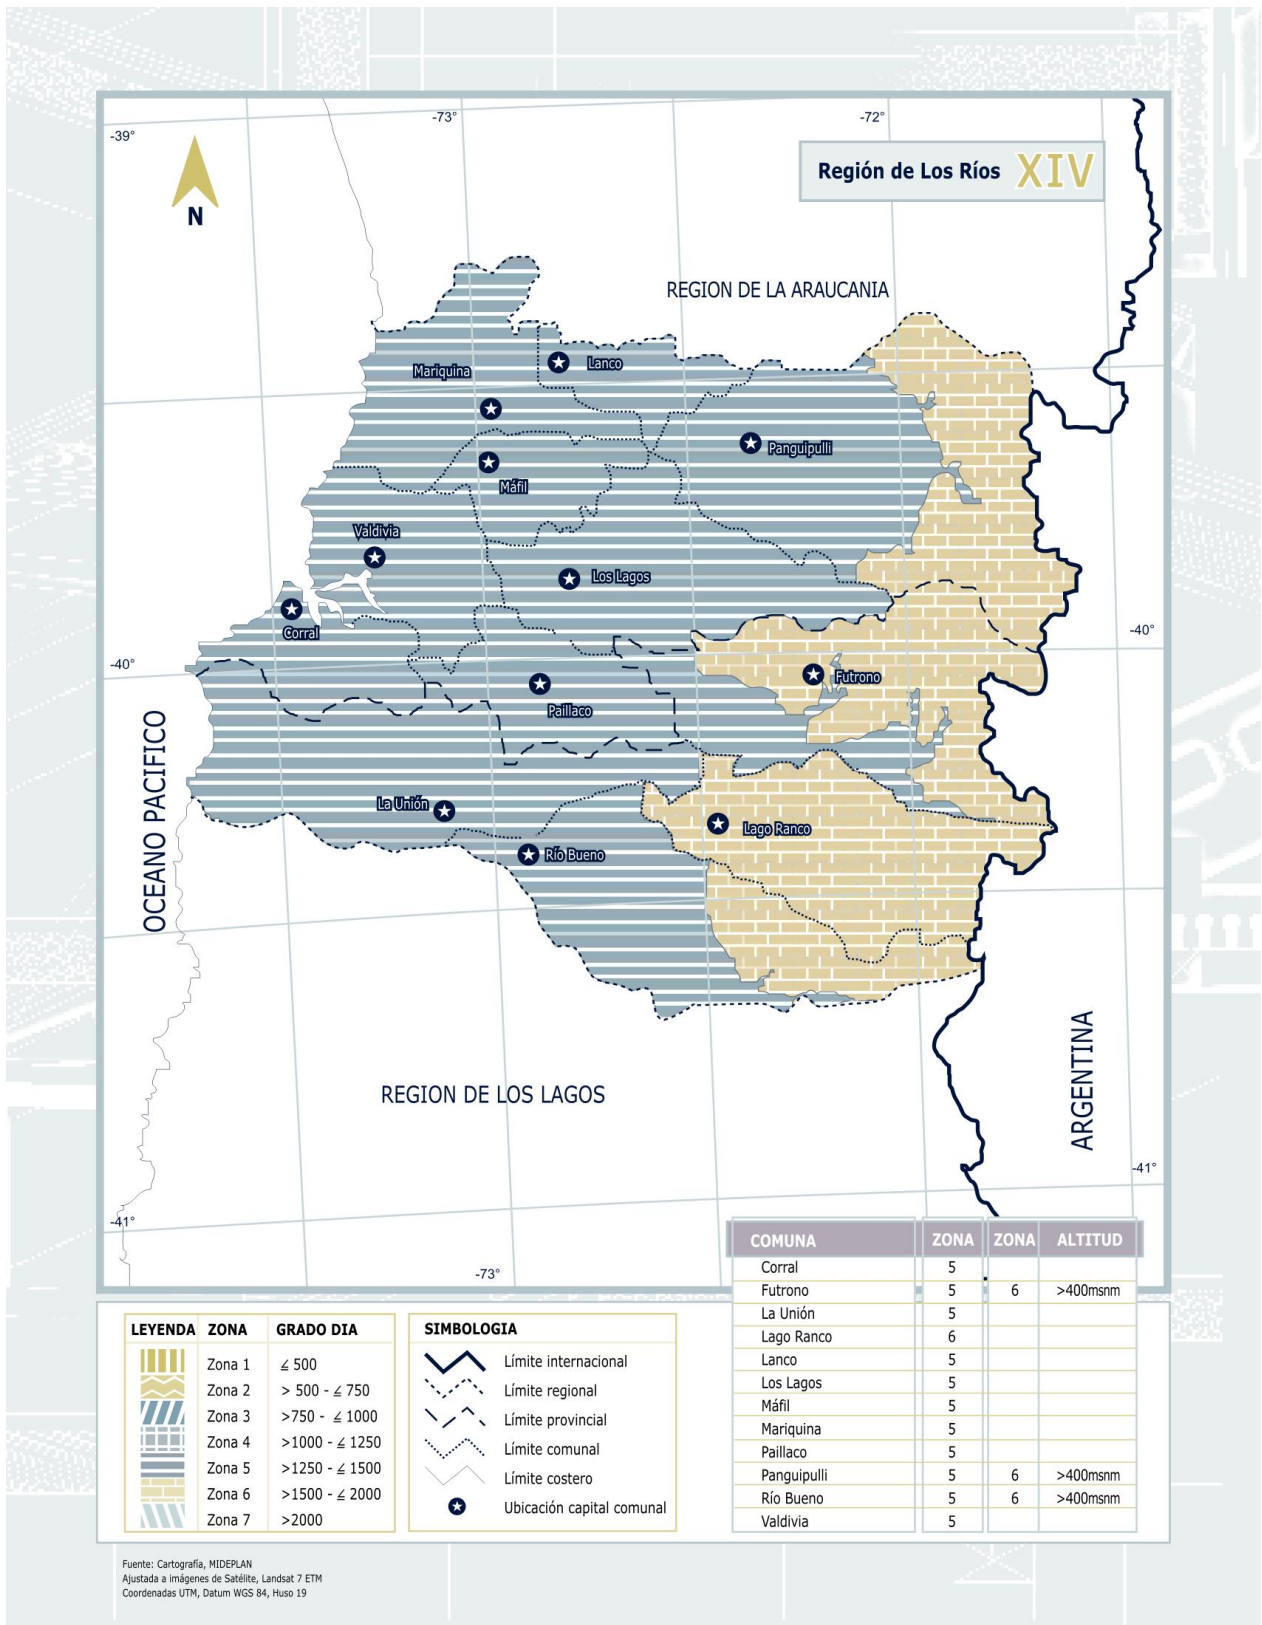 -73°
-72°
-39°
Región de Los Ríos XIV
N
REGION DE LA ARAUCANIA
Lanco
Mariquina
Panguipulli
Máfil
Valdivia
Los Lagos
Corral
-40°
-40°
Futrono
Paillaco
OCEANO PACIFICO
La Unión
Lago Ranco
Río Bueno
REGION DE LOS LAGOS
ARGENTINA
-41°
-41°
-73°
COMUNA ZONA ZONA ALTITUD
Corral 5
Futrono 5 6 >400msnm
La Unión 5
Lago Ranco 6
Lanco 5
Los Lagos 5
Máfil 5
Mariquina 5
Paillaco 5
Panguipulli 5 6 >400msnm
Río Bueno 5 6 >400msnm
Valdivia 5
LEYENDA ZONA GRADO DIA
Zona 1 ≤ 500
Zona 2 > 500 - ≤ 750
Zona 3 >750 - ≤ 1000
Zona 4 >1000 - ≤ 1250
Zona 5 >1250 - ≤ 1500
Zona 6 >1500 - ≤ 2000
Zona 7 >2000
SIMBOLOGIA
Límite internacional
Límite regional
Límite provincial
Límite comunal
Límite costero
Ubicación capital comunal
Fuente: Cartografía, MIDEPLAN
Ajustada a imágenes de Satélite, Landsat 7 ETM
Coordenadas UTM, Datum WGS 84, Huso 19